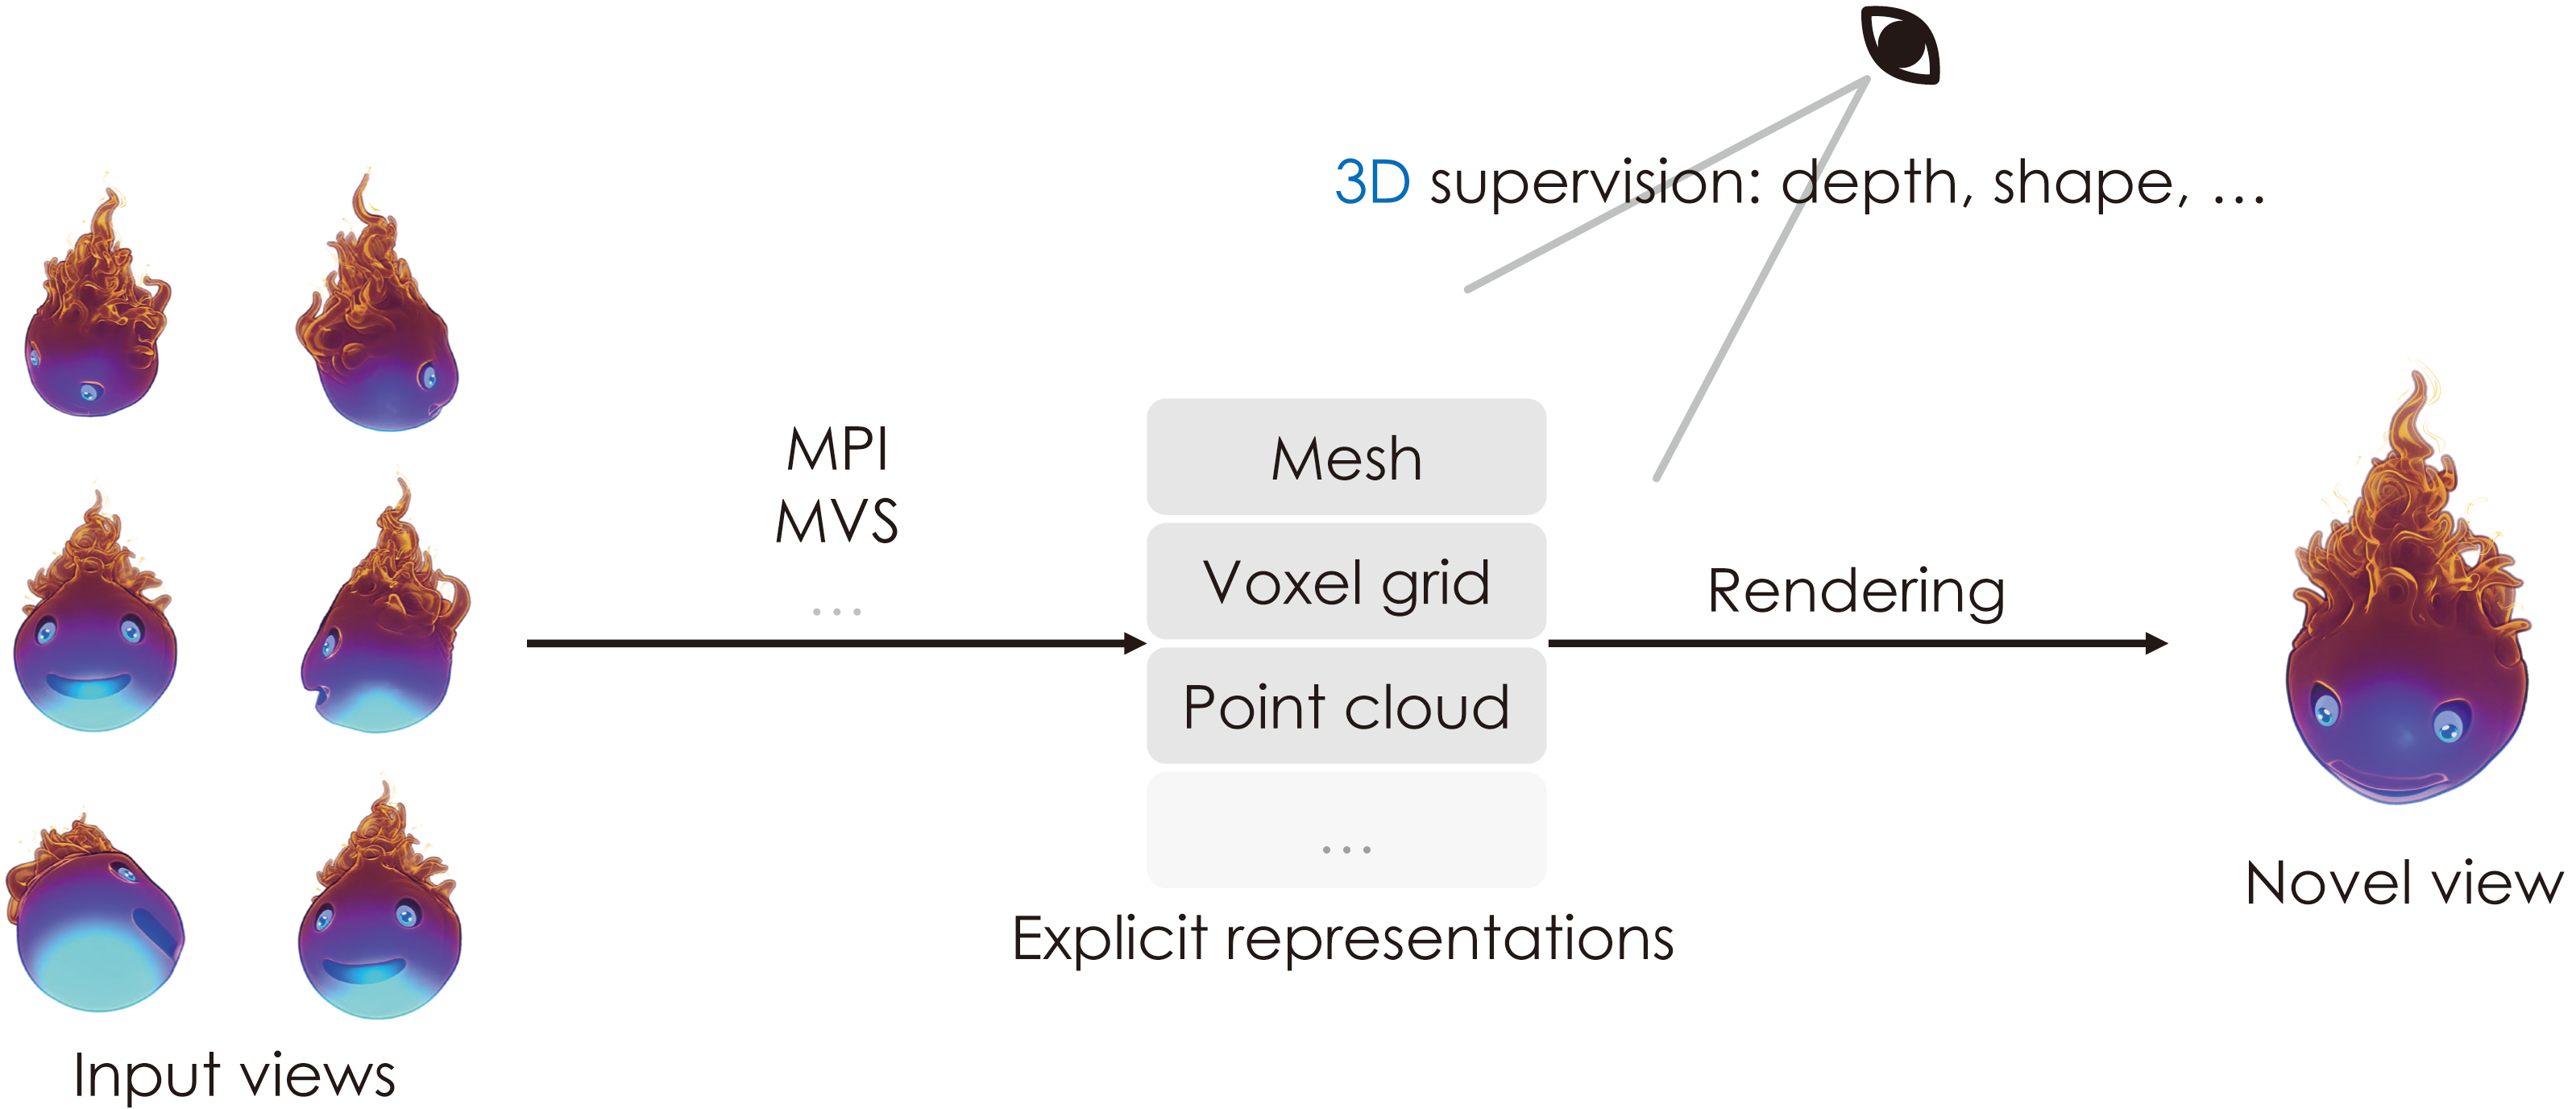 3D supervision: depth, shape, ...
MPI
MVS
...
Mesh
Voxel grid
Point cloud
...
Explicit representations
Rendering
Novel view
Input views